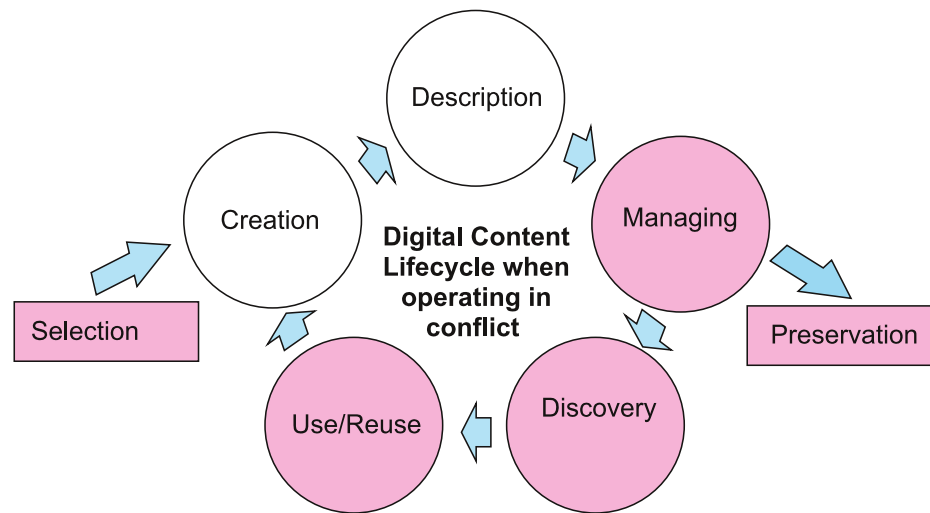 Description
Creation
Managing
Digital Content
Lifecycle when
operating in
conflict
Selection
Preservation
Use/Reuse
Discovery